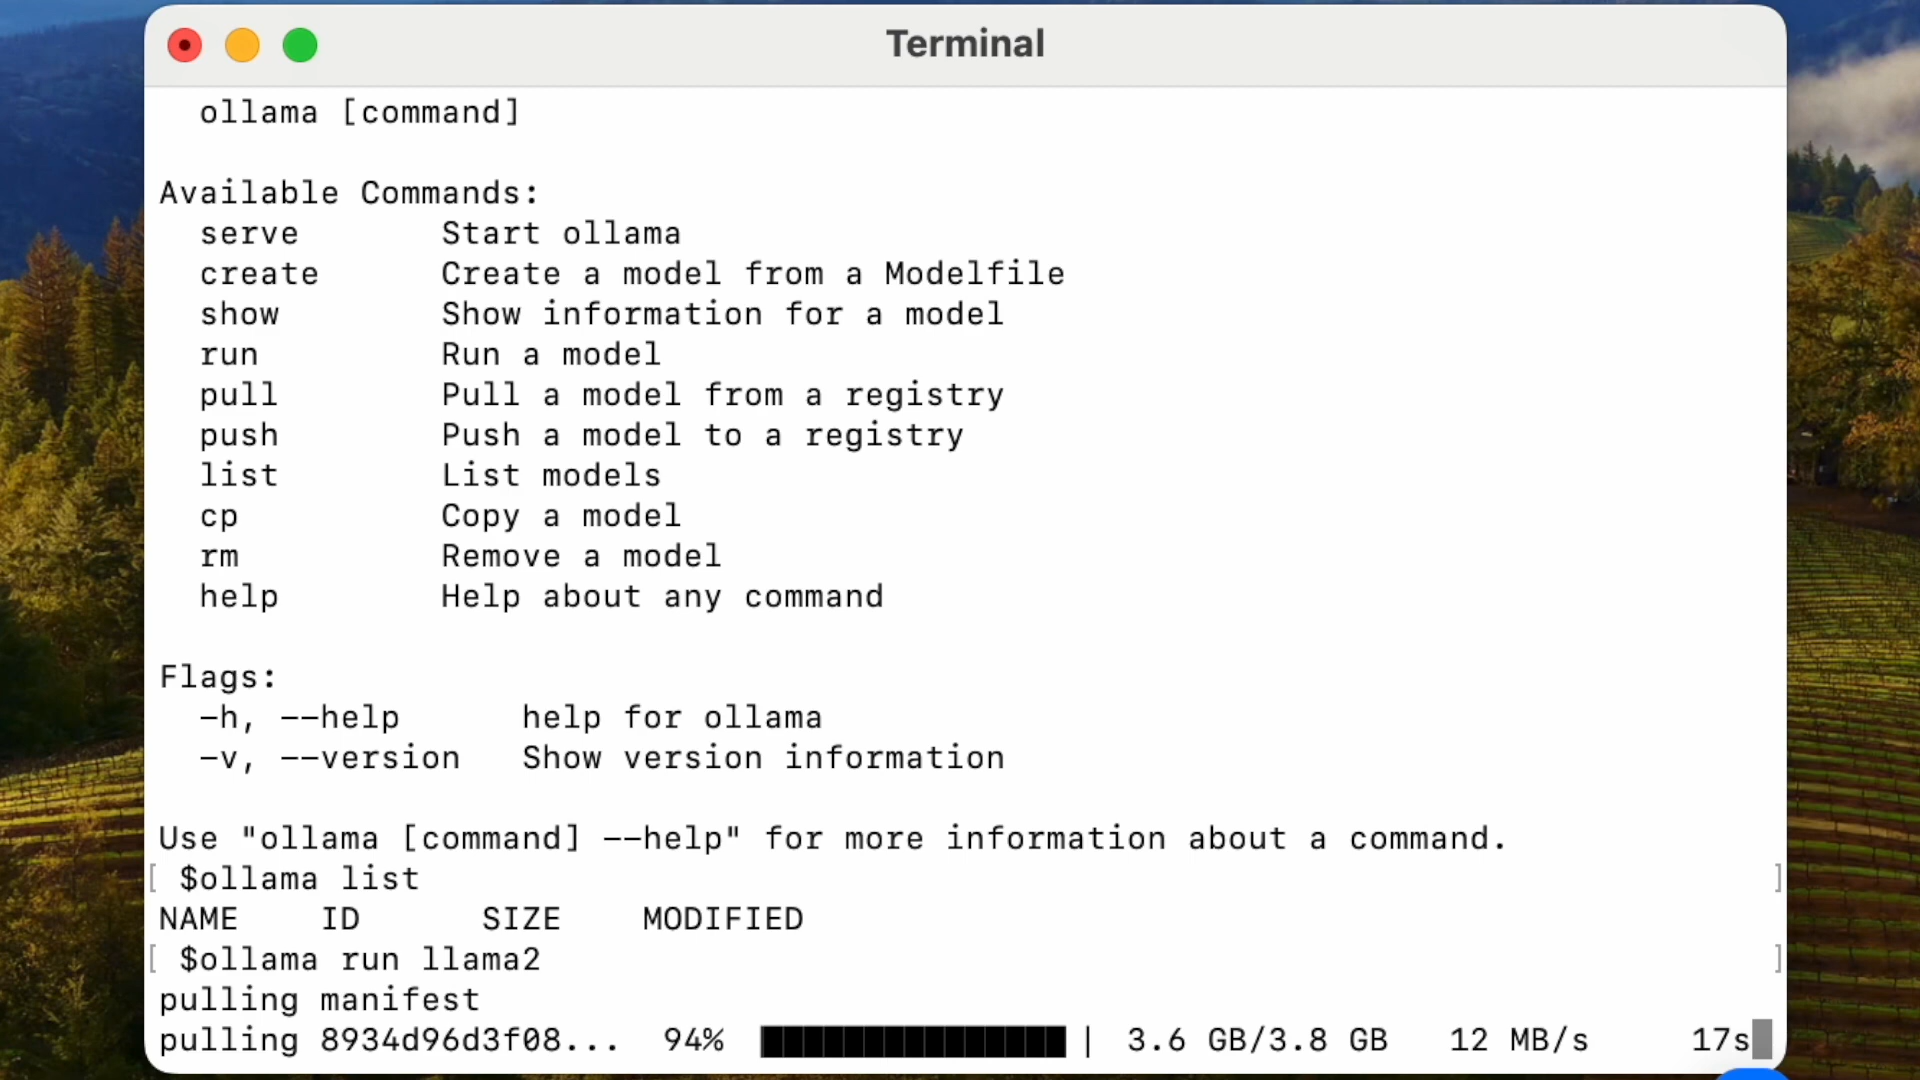 Terminal
ollama [command]
Available Commands:
serve Start ollama
create Create a model from a Modelfile
show Show information for a model
run Run a model
pull Pull a model from a registry
push Push a model to a registry
list List models
cp Copy a model
rm Remove a model
help Help about any command
Flags:
-h, --help help for ollama
-v, --version Show version information
Use "ollama [command] --help" for more information about a command.
[ $ollama list ]
NAME ID SIZE MODIFIED
[ $ollama run llama2 ]
pulling manifest
pulling 8934d96d3f08... 94% | 3.6 GB/3.8 GB 12 MB/s 17s